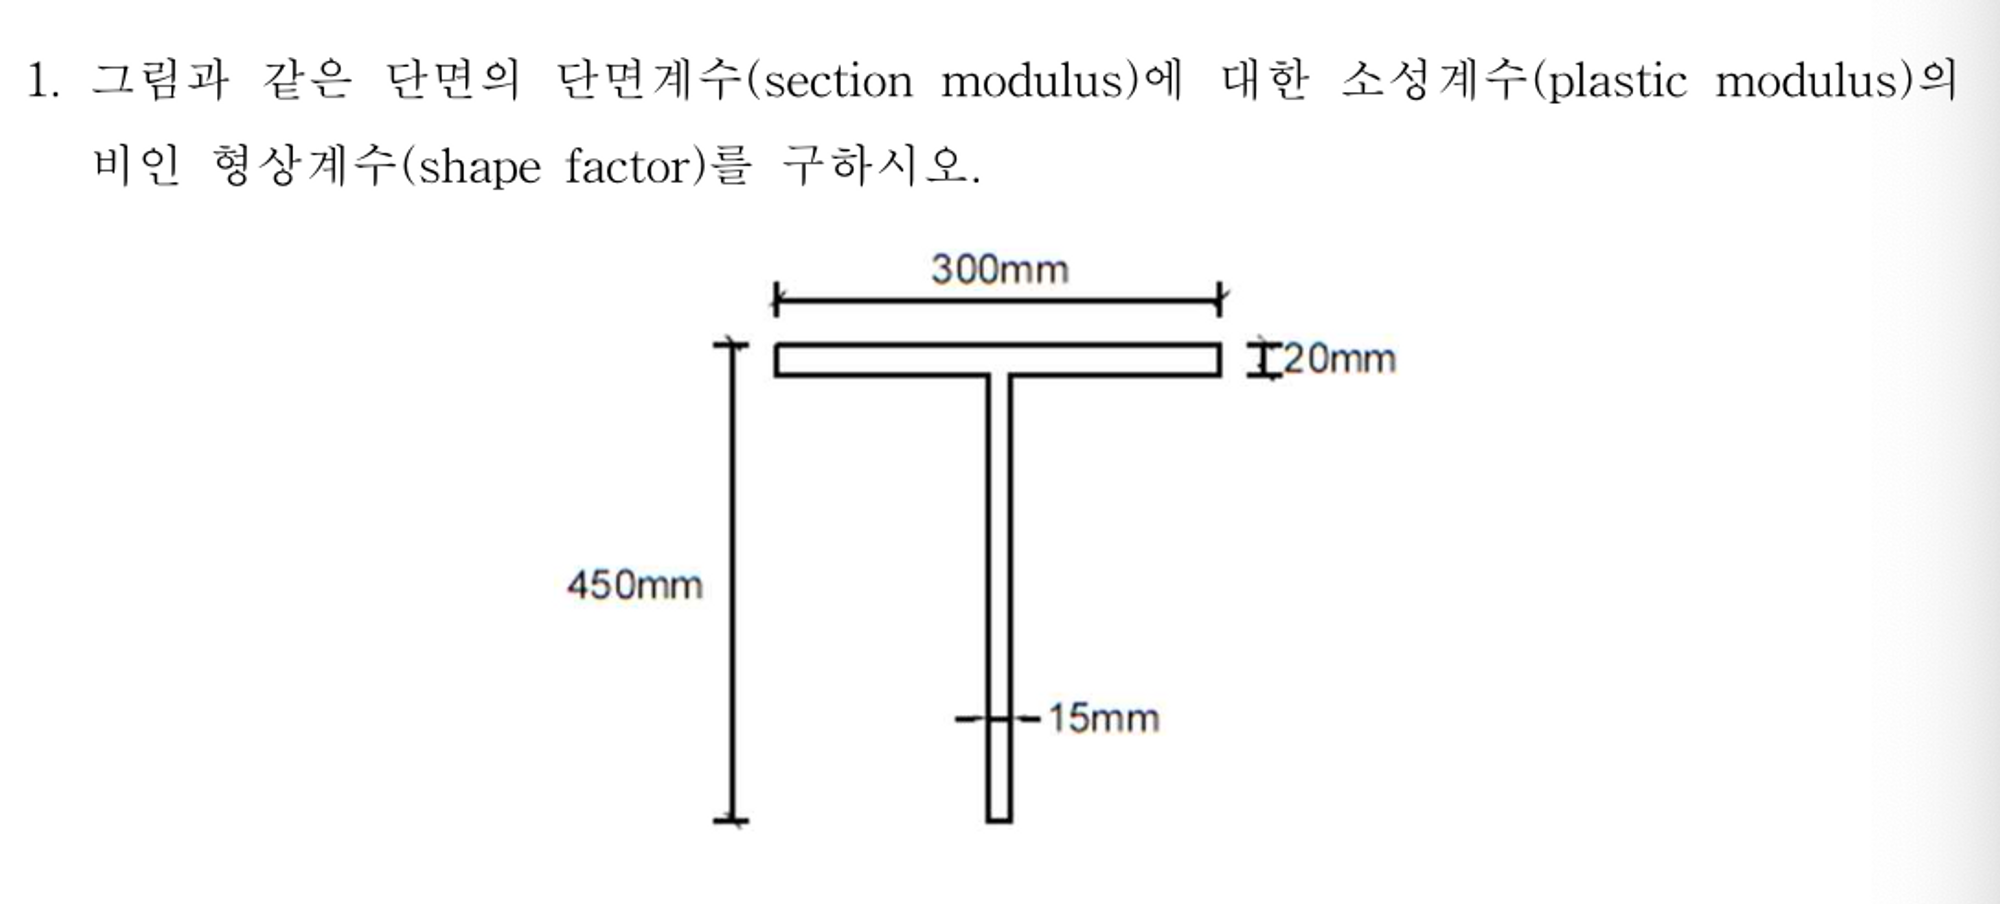 1. 그림과 같은 단면의 단면계수(section modulus)에 대한 소성계수(plastic modulus)의
비인 형상계수(shape factor)를 구하시오.
300mm
20mm
450mm
15mm